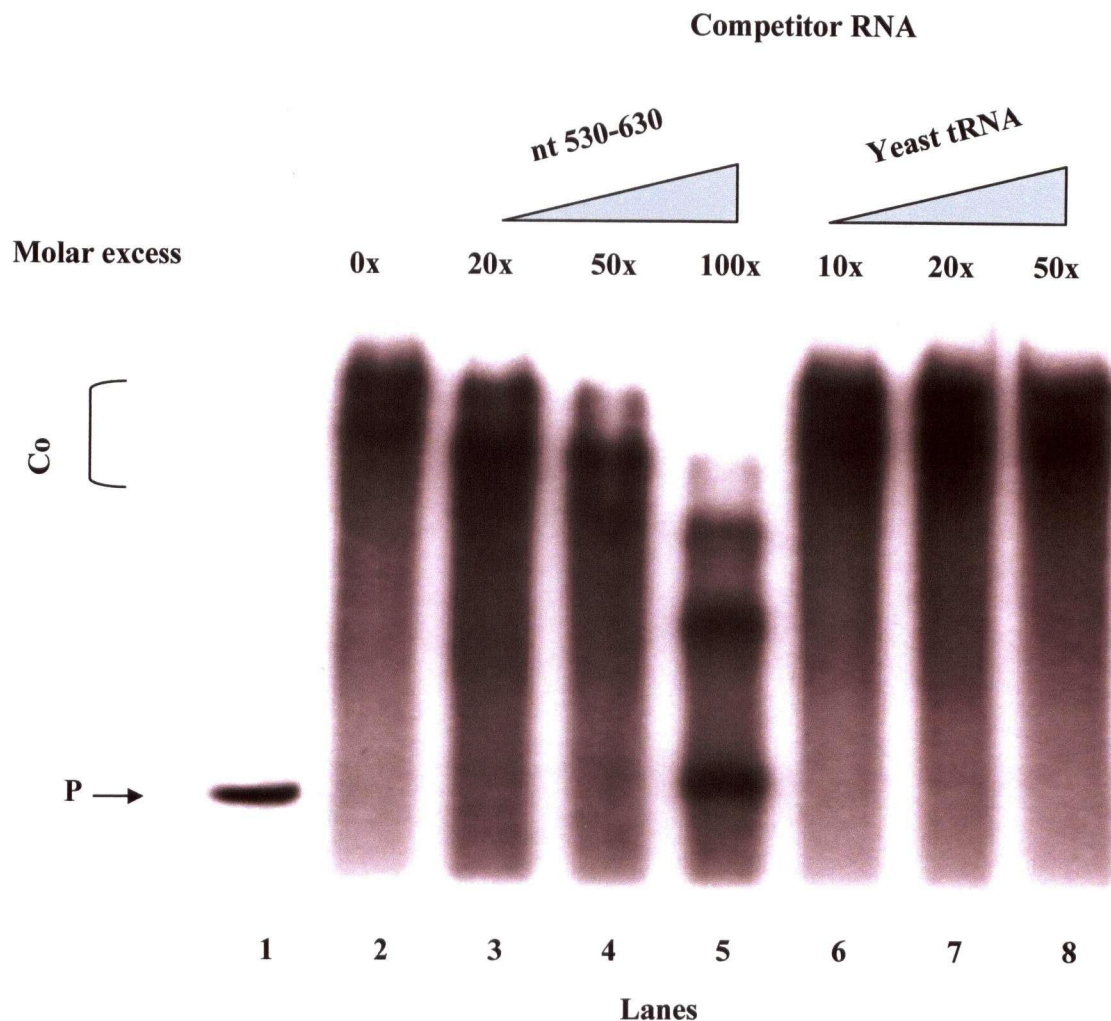 Competitor RNA
nt 530-630
Yeast tRNA
Molar excess 0x 20x 50x 100x 10x 20x 50x
Co
P
1 2 3 4 5 6 7 8
Lanes